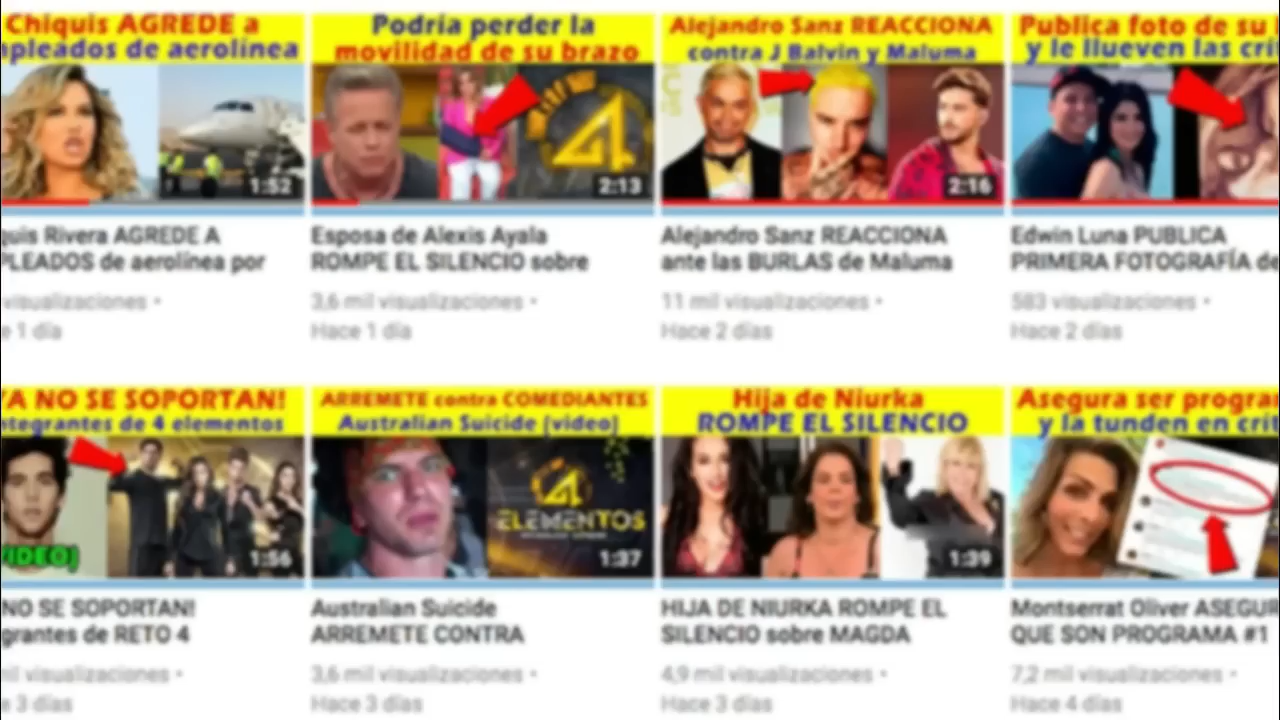 Chiquis AGREDE a
mpleados de aerolínea
1:52
quis Rivera AGREDE A
PLEADOS de aerolínea por
visualizaciones •
e 1 día
Podría perder la
movilidad de su brazo
4
2:13
Esposa de Alexis Ayala
ROMPE EL SILENCIO sobre
3,6 mil visualizaciones •
Hace 1 día
Alejandro Sanz REACCIONA
contra J Balvin y Maluma
2:16
Alejandro Sanz REACCIONA
ante las BURLAS de Maluma
11 mil visualizaciones •
Hace 2 días
Publica foto de su
y le llueven las crít
Edwin Luna PUBLICA
PRIMERA FOTOGRAFÍA de
583 visualizaciones •
Hace 2 días
YA NO SE SOPORTAN!
ntegrantes de 4 elementos
VIDEO)
1:56
NO SE SOPORTAN!
grantes de RETO 4
mil visualizaciones •
e 3 días
ARREMETE contra COMEDIANTES
Australian Suicide (video)
4
ELEMENTOS
1:37
Australian Suicide
ARREMETE CONTRA
3,6 mil visualizaciones •
Hace 3 días
Hija de Niurka
ROMPE EL SILENCIO
1:39
HIJA DE NIURKA ROMPE EL
SILENCIO sobre MAGDA
4,9 mil visualizaciones •
Hace 3 días
Asegura ser progra
y la tunden en crít
Montserrat Oliver ASEGUR
QUE SON PROGRAMA #1
7,2 mil visualizaciones •
Hace 4 días